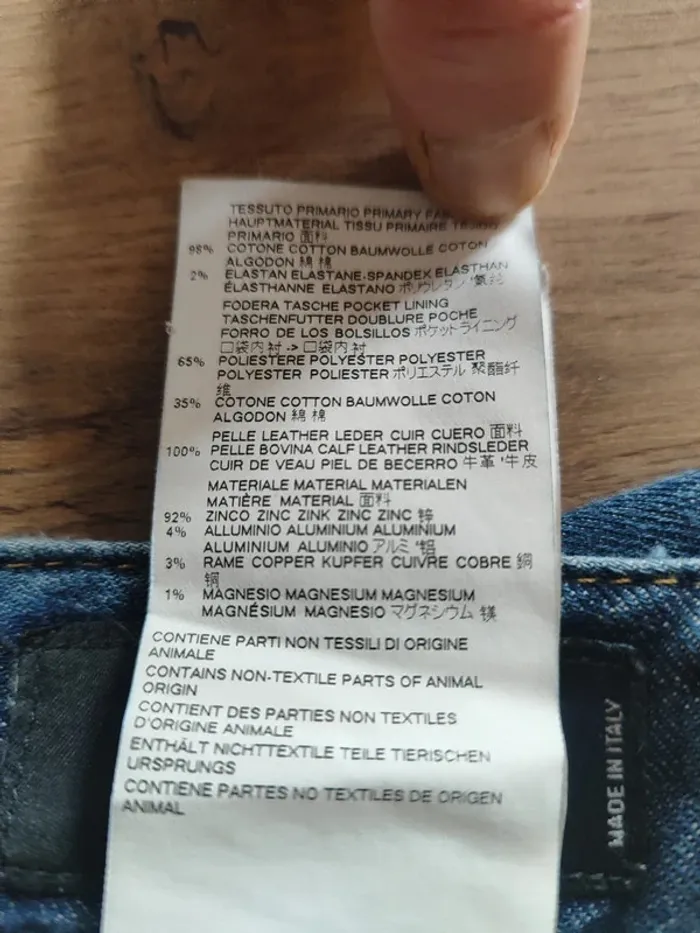 TESSUTO PRIMARIO PRIMARY
HAUPTMATERIAL TISSU PRIMAIRE
PRIMARIO 面料
98% COTONE COTTON BAUMWOLLE COTON
ALGODON 綿 棉
2% ELASTAN ELASTANE-SPANDEX ELASTHAN
ÉLASTHANNE ELASTANO ポリウレタン '氨纶
FODERA TASCHE POCKET LINING
TASCHENFUTTER DOUBLURE POCHE
FORRO DE LOS BOLSILLOS ポケットライニング
口袋内衬 -> 口袋内衬
65% POLIESTERE POLYESTER POLYESTER
POLYESTER POLIESTER ポリエステル 聚酯纤
维
35% COTONE COTTON BAUMWOLLE COTON
ALGODON 綿 棉
PELLE LEATHER LEDER CUIR CUERO 面料
100% PELLE BOVINA CALF LEATHER RINDSLEDER
CUIR DE VEAU PIEL DE BECERRO 牛革 '牛皮
MATERIALE MATERIAL MATERIALEN
MATIÈRE MATERIAL 面料
92% ZINCO ZINC ZINK ZINC ZINC 锌
4% ALLUMINIO ALUMINIUM ALUMINIUM
ALUMINIUM ALUMINIO アルミ '铝
3% RAME COPPER KUPFER CUIVRE COBRE 銅
铜
1% MAGNESIO MAGNESIUM MAGNESIUM
MAGNÉSIUM MAGNESIO マグネシウム 镁
CONTIENE PARTI NON TESSILI DI ORIGINE
ANIMALE
CONTAINS NON-TEXTILE PARTS OF ANIMAL
ORIGIN
CONTIENT DES PARTIES NON TEXTILES
D'ORIGINE ANIMALE
ENTHÄLT NICHTTEXTILE TEILE TIERISCHEN
URSPRUNGS
CONTIENE PARTES NO TEXTILES DE ORIGEN
ANIMAL
MADE IN ITALY